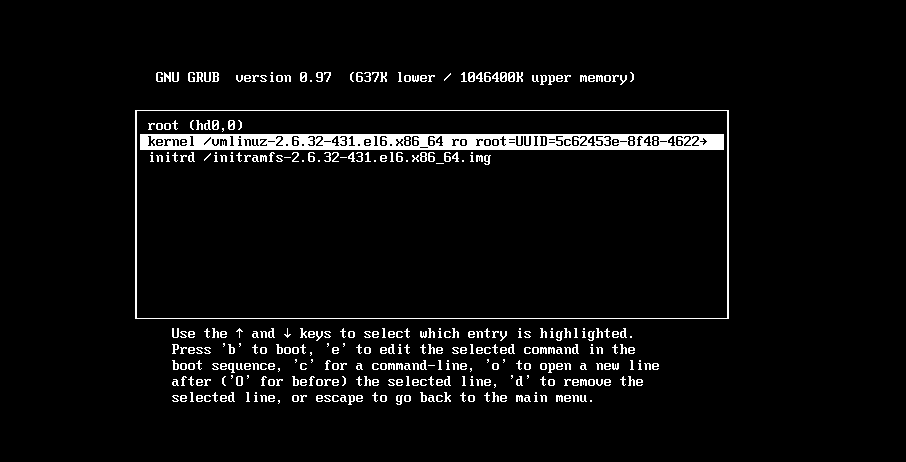 GNU GRUB  version 0.97  (637K lower / 1046400K upper memory)
root (hd0,0)
kernel /vmlinuz-2.6.32-431.el6.x86_64 ro root=UUID=5c62453e-8f48-4622→
initrd /initramfs-2.6.32-431.el6.x86_64.img
Use the ↑ and ↓ keys to select which entry is highlighted.
Press 'b' to boot, 'e' to edit the selected command in the
boot sequence, 'c' for a command-line, 'o' to open a new line
after ('O' for before) the selected line, 'd' to remove the
selected line, or escape to go back to the main menu.